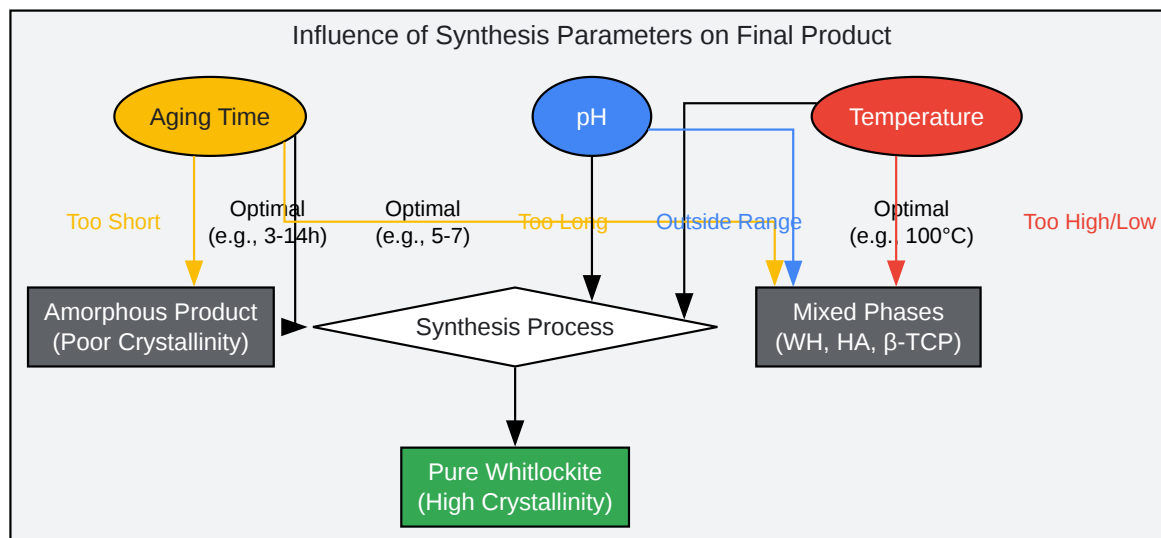 Influence of Synthesis Parameters on Final Product
Aging Time
pH
Temperature
Too Short
Optimal
(e.g., 3-14h)
Optimal
(e.g., 5-7)
Too Long
Outside Range
Optimal
(e.g., 100°C)
Too High/Low
Amorphous Product
(Poor Crystallinity)
Synthesis Process
Mixed Phases
(WH, HA, β-TCP)
Pure Whitlockite
(High Crystallinity)